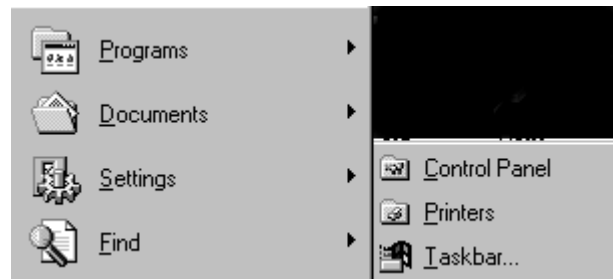 Programs
Documents
Settings
Find
Control Panel
Printers
Taskbar...